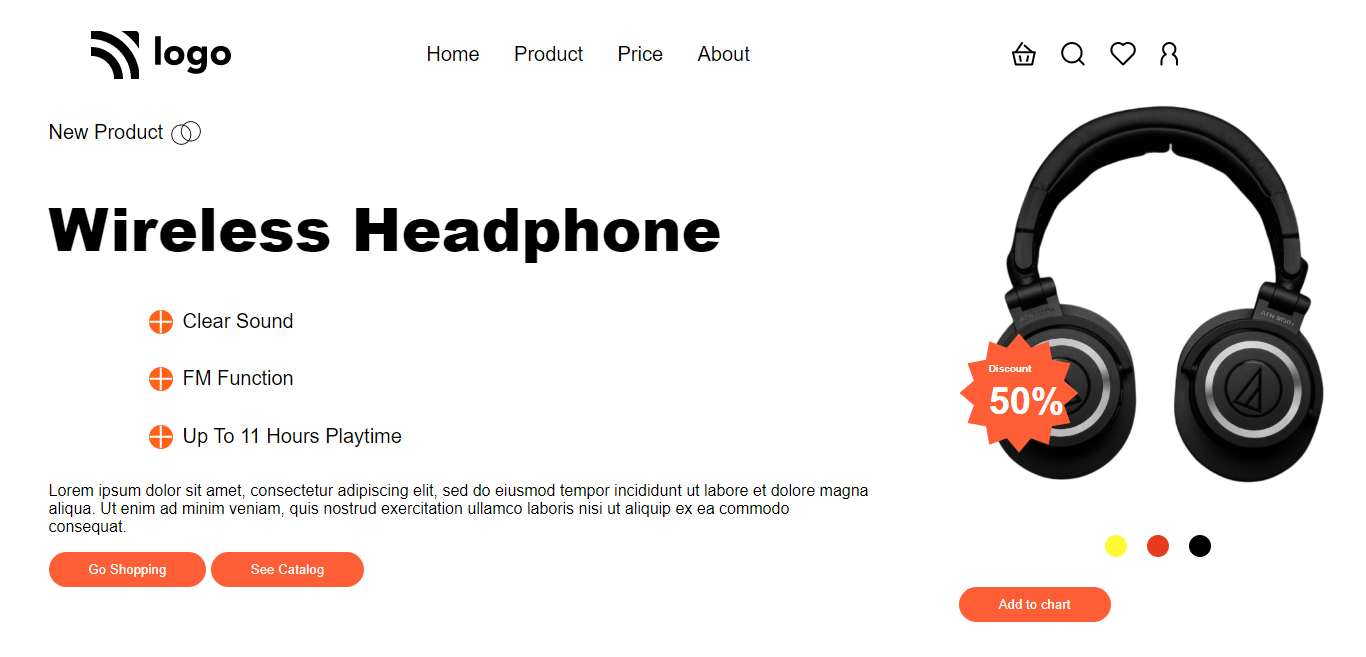 logo
Home Product Price About
New Product
Wireless Headphone
Clear Sound
FM Function
Up To 11 Hours Playtime
Lorem ipsum dolor sit amet, consectetur adipiscing elit, sed do eiusmod tempor incididunt ut labore et dolore magna
aliqua. Ut enim ad minim veniam, quis nostrud exercitation ullamco laboris nisi ut aliquip ex ea commodo
consequat.
Go Shopping See Catalog
Discount
50%
Add to chart